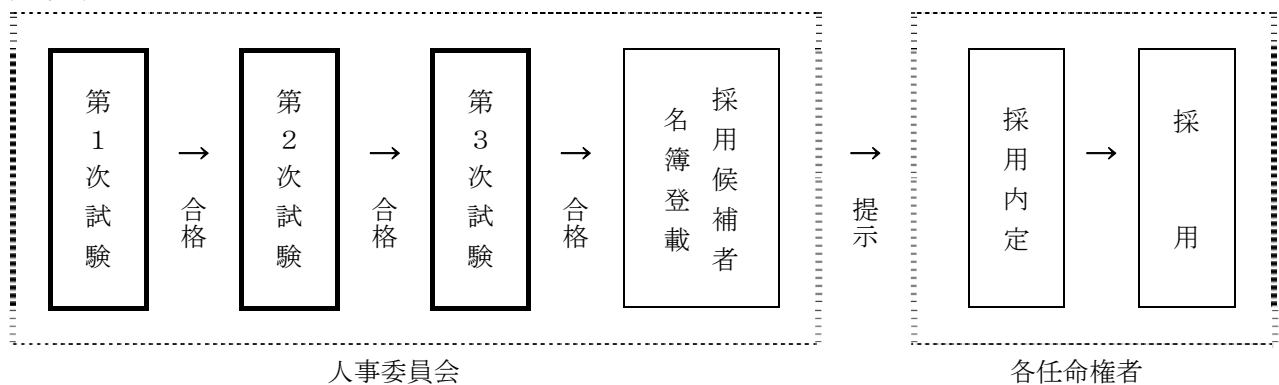 第１次試験
→
合格
第２次試験
→
合格
第３次試験
→
合格
採用候補者
名簿登載
→
提示
採用内定
→
採用
人事委員会
各任命権者